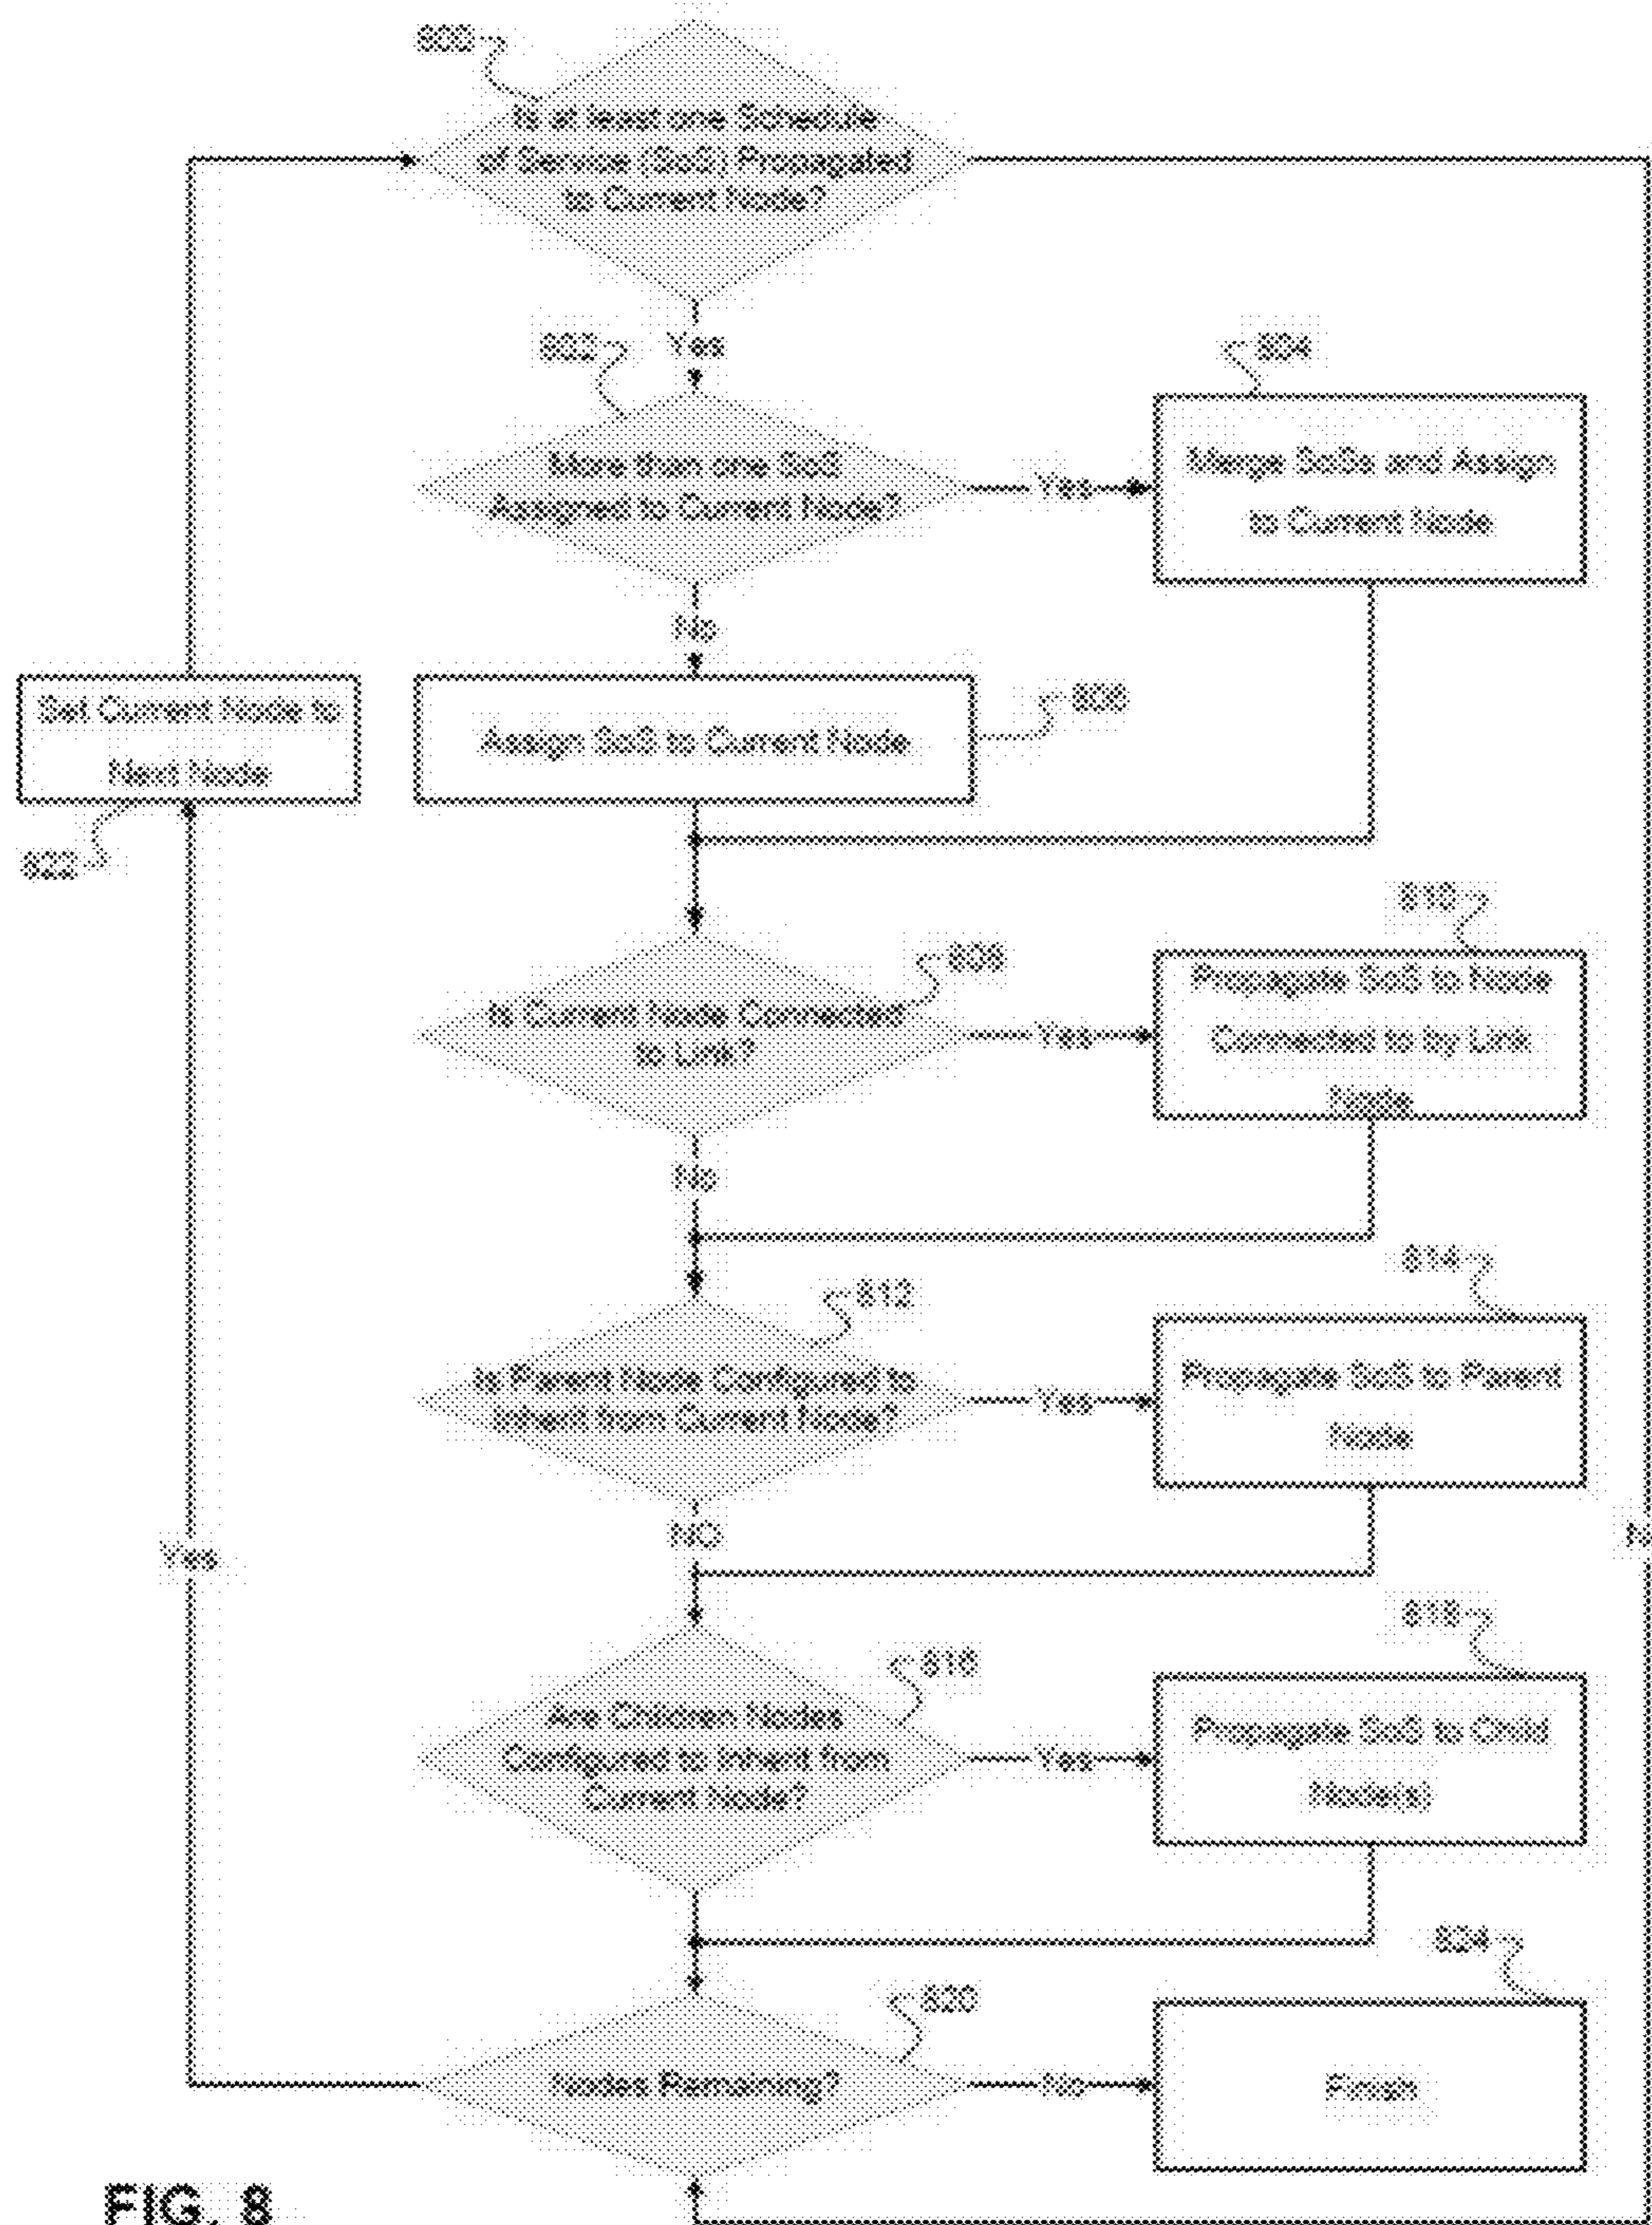 800
Is at least one Schedule
of Service (SoS) Propagated
to Current Node?
Yes
802
804
More than one SoS
Assigned to Current Node?
Yes
Merge SoSs and Assign
to Current Node
No
Set Current Node to
Next Node
822
Assign SoS to Current Node
806
808
Is Current Node Connected
to Link?
Yes
810
Propagate SoS to Node
Connected to by Link
Node
No
812
Is Parent Node Configured to
Inherit from Current Node?
Yes
814
Propagate SoS to Parent
Node
NO
Yes
816
Are Children Nodes
Configured to Inherit from
Current Node?
Yes
818
Propagate SoS to Child
Node(s)
820
Nodes Remaining?
No
824
Finish
FIG. 8